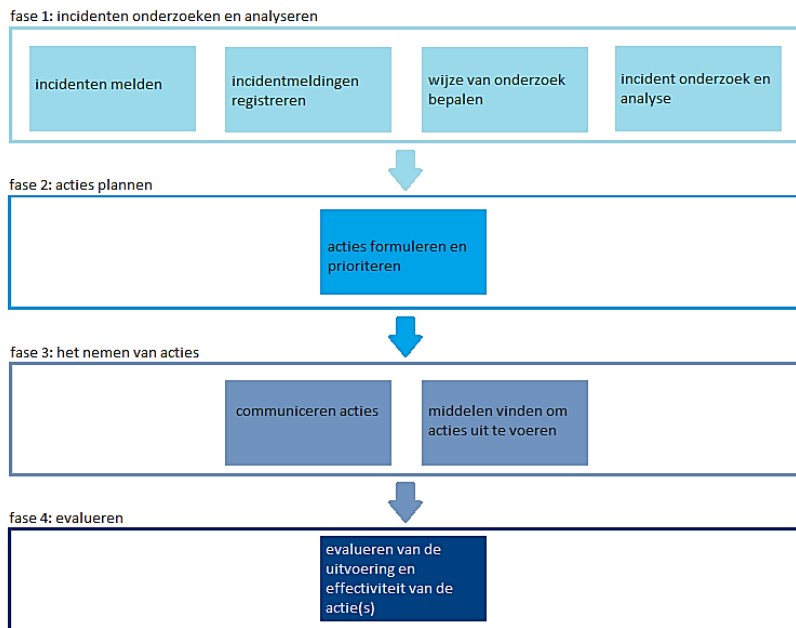 fase 1: incidenten onderzoeken en analyseren
incidenten melden
incidentmeldingen
registreren
wijze van onderzoek
bepalen
incident onderzoek en
analyse
fase 2: acties plannen
acties formuleren en
prioriteren
fase 3: het nemen van acties
communiceren acties
middelen vinden om
acties uit te voeren
fase 4: evalueren
evalueren van de
uitvoering en
effectiviteit van de
actie(s)